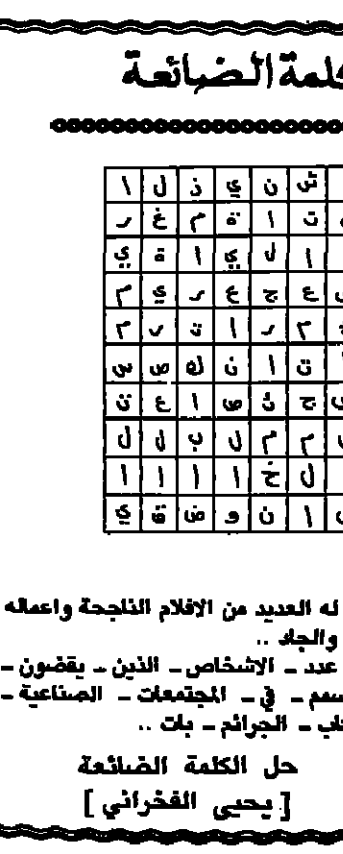 كلمة الضائعة
ن ي ذ ل ا
ت ا ة م غ ر
ا ل ي ا ة ي
ع ج ع ر ي م
م ر ا ت ر م
ت ا ن ك ص س
ج ش ص ا ع ت
م م ل ب ل ل
ل خ ا ا ا ا
ا ن و ض ق ي
له العديد من الافلام الناجحة واعماله
والجاد ..
عدد ـ الاشخاص ـ الذين ـ يقضون ـ
ـ في ـ المجتمعات ـ الصناعية ـ
ـ الجرائم ـ بات ..
حل الكلمة الضائعة
[ يحيى الفخراني ]